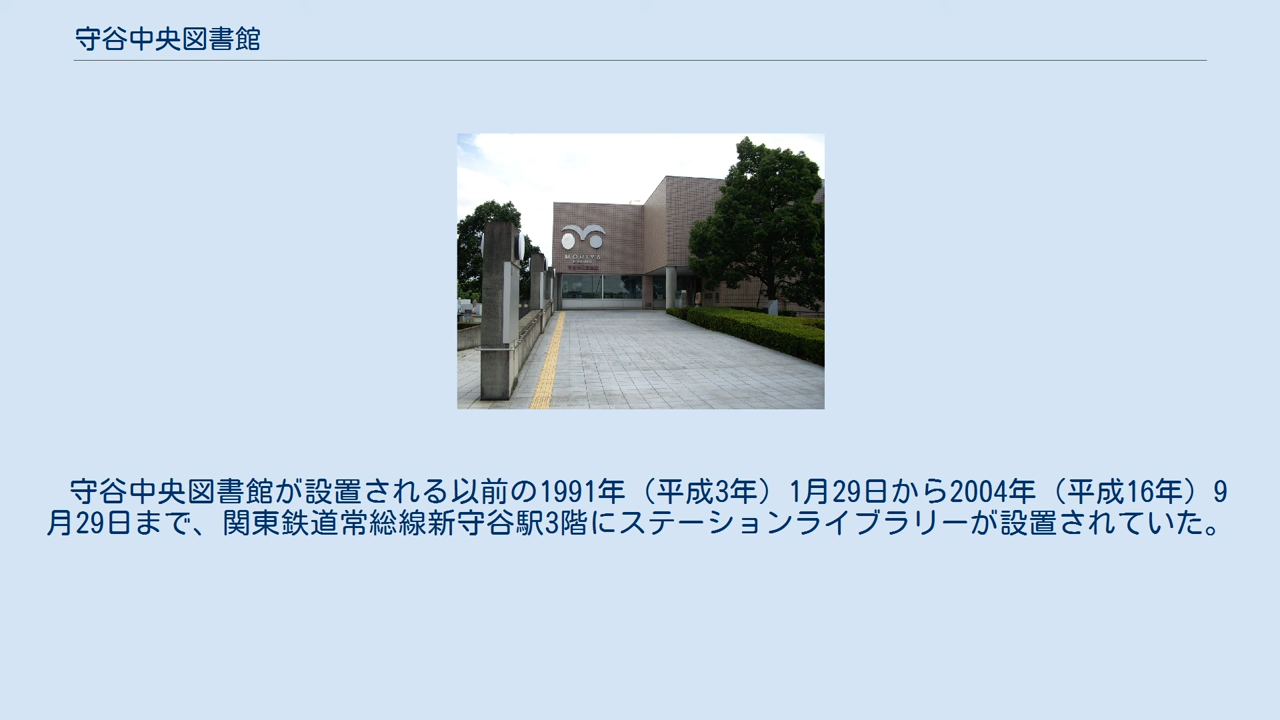 守谷中央図書館
守谷中央図書館が設置される以前の1991年（平成3年）1月29日から2004年（平成16年）9
月29日まで、関東鉄道常総線新守谷駅3階にステーションライブラリーが設置されていた。